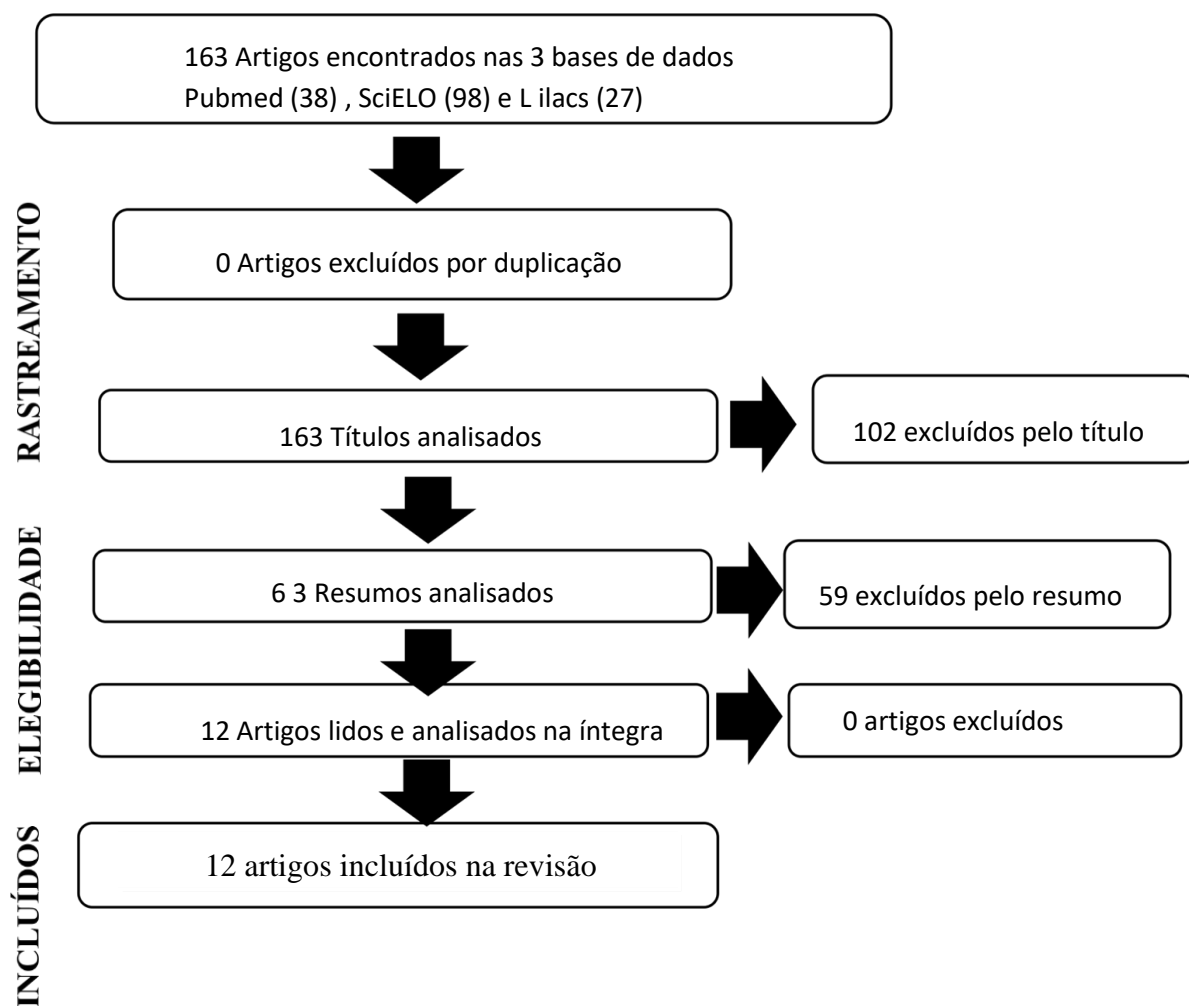 163 Artigos encontrados nas 3 bases de dados
Pubmed (38) , SciELO (98) e L ilacs (27)
RASTREAMENTO
0 Artigos excluídos por duplicação
163 Títulos analisados
102 excluídos pelo título
ELEGIBILIDADE
6 3 Resumos analisados
59 excluídos pelo resumo
12 Artigos lidos e analisados na íntegra
0 artigos excluídos
INCLUÍDOS
12 artigos incluídos na revisão